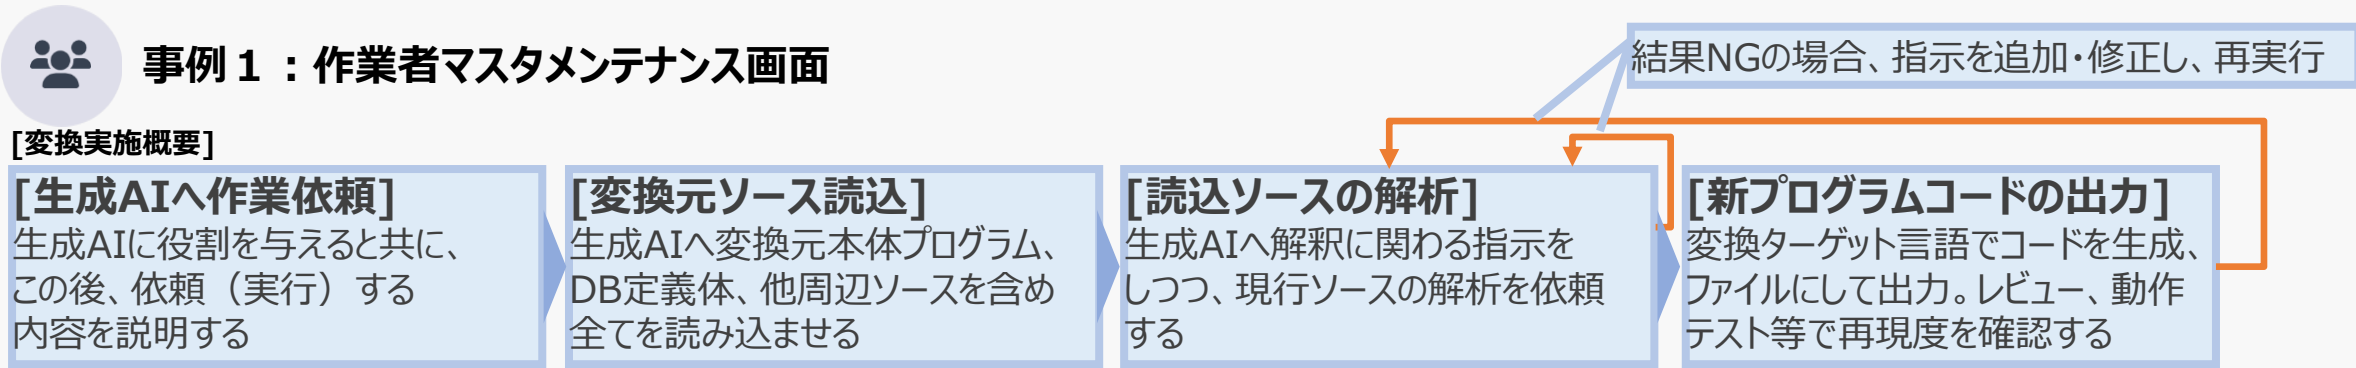 事例１：作業者マスタメンテナンス画面
結果NGの場合、指示を追加・修正し、再実行
[変換実施概要]
[生成AIへ作業依頼]
生成AIに役割を与えると共に、
この後、依頼（実行）する
内容を説明する
[変換元ソース読込]
生成AIへ変換元本体プログラム、
DB定義体、他周辺ソースを含め
全てを読み込ませる
[読込ソースの解析]
生成AIへ解釈に関わる指示を
しつつ、現行ソースの解析を依頼
する
[新プログラムコードの出力]
変換ターゲット言語でコードを生成、
ファイルにして出力。レビュー、動作
テスト等で再現度を確認する